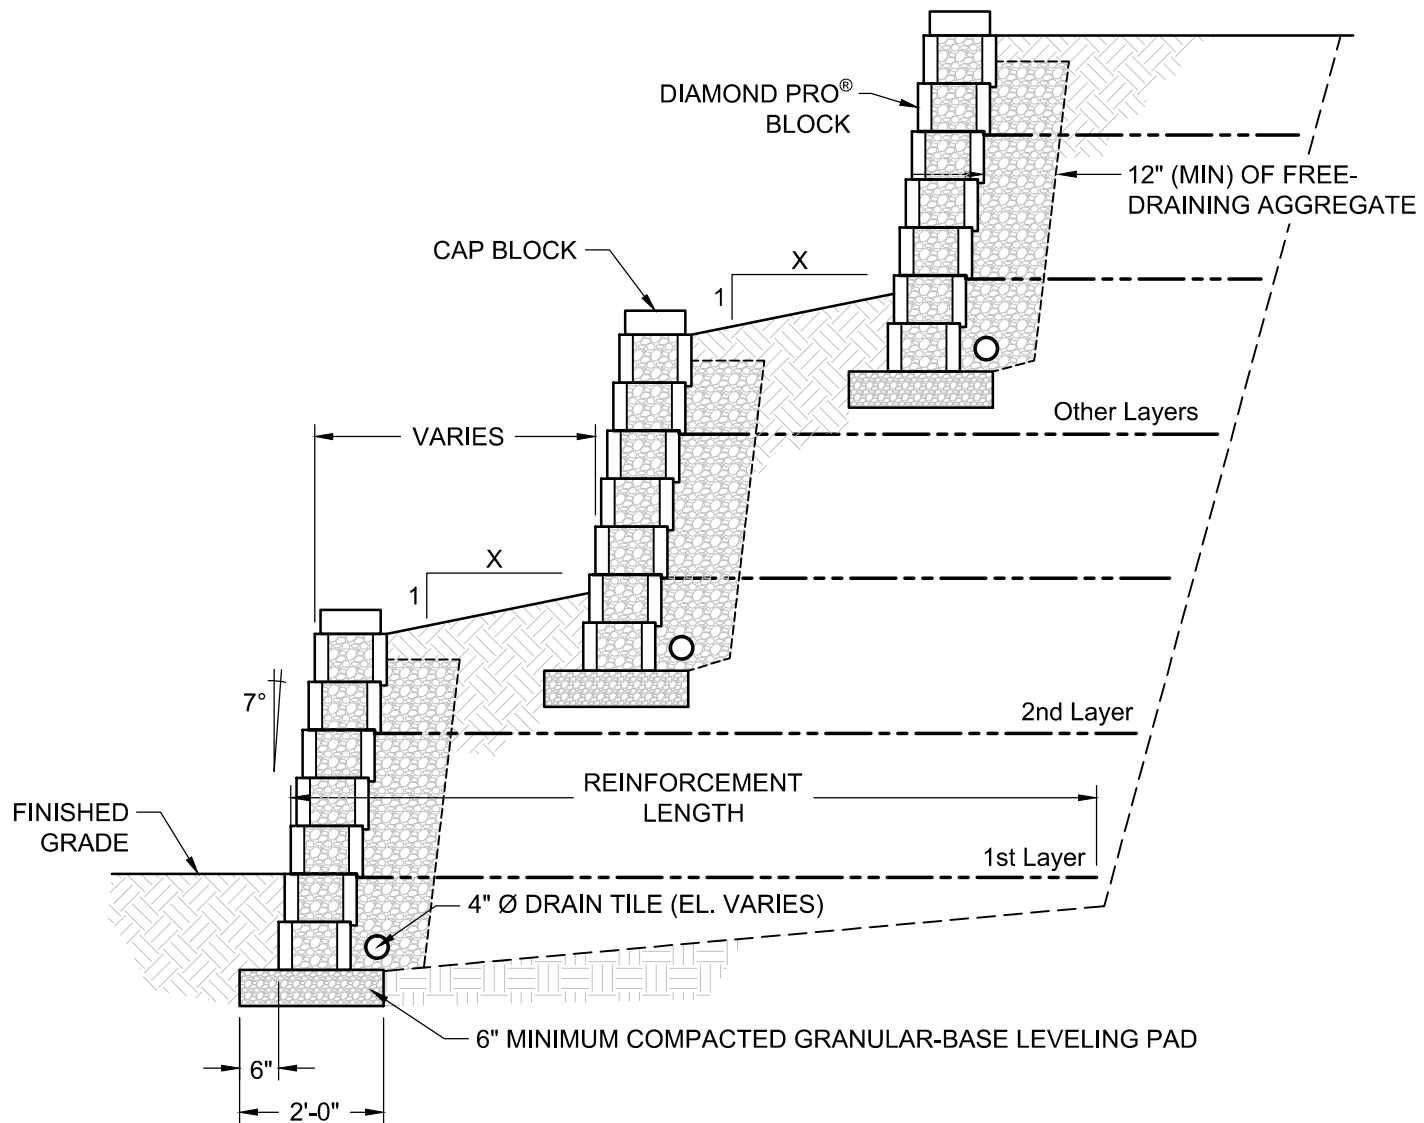 DIAMOND PRO®
BLOCK
12" (MIN) OF FREE-
DRAINING AGGREGATE
CAP BLOCK
X
1
Other Layers
VARIES
X
1
7°
2nd Layer
REINFORCEMENT
LENGTH
FINISHED
GRADE
1st Layer
4" Ø DRAIN TILE (EL. VARIES)
6" MINIMUM COMPACTED GRANULAR-BASE LEVELING PAD
6"
2'-0"